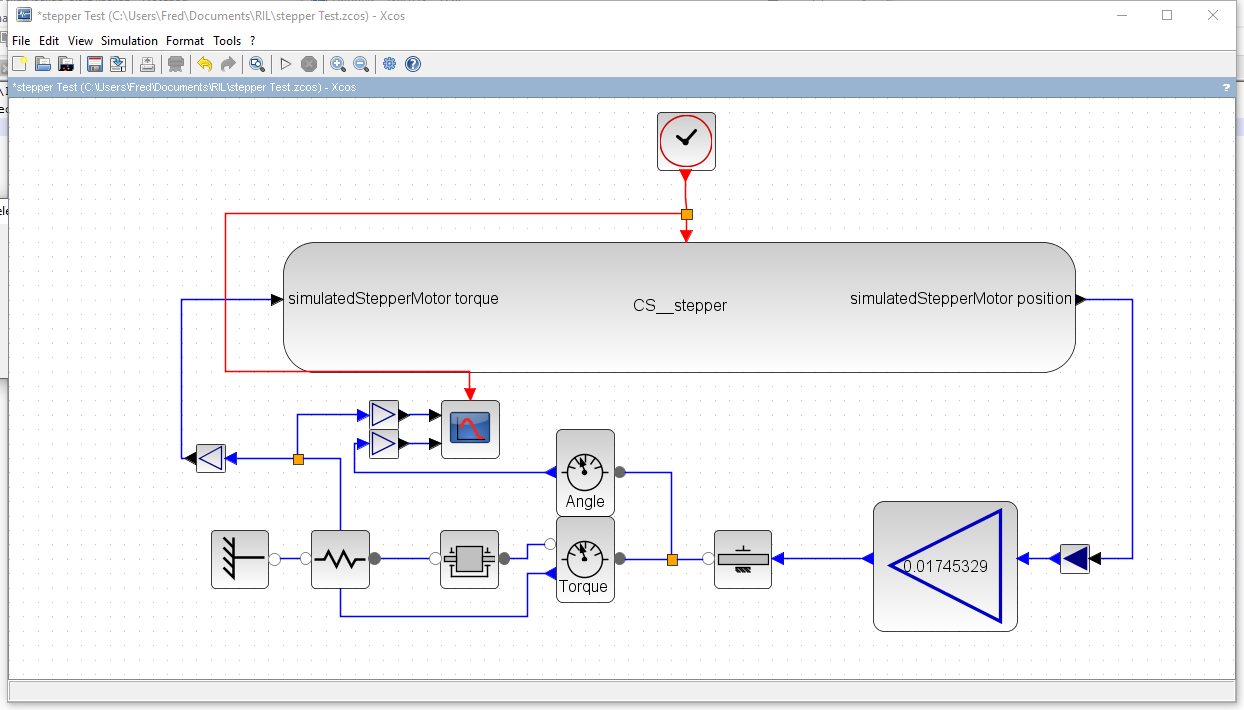 *stepper Test (C:\Users\Fred\Documents\RIL\stepper Test.zcos) - Xcos
File Edit View Simulation Format Tools ?
*stepper Test (C:\Users\Fred\Documents\RIL\stepper Test.zcos) - Xcos ?
simulatedStepperMotor torque CS__stepper simulatedStepperMotor position
Angle
Torque
0.01745329